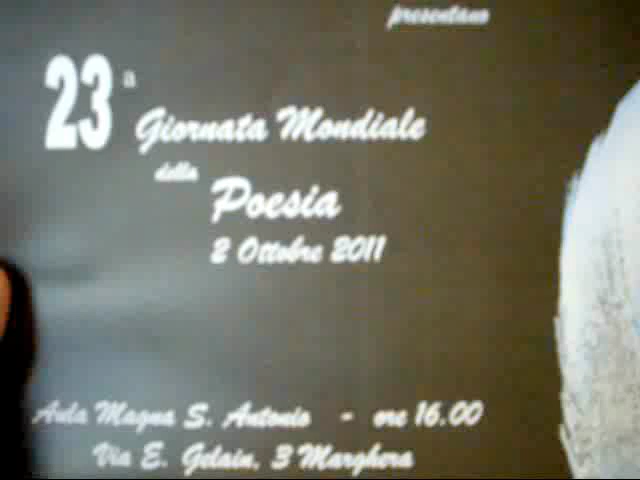 presentano
23a Giornata Mondiale
della
Poesia
2 Ottobre 2011
Aula Magna S. Antonio - ore 16.00
Via E. Gelain, 3 Marghera